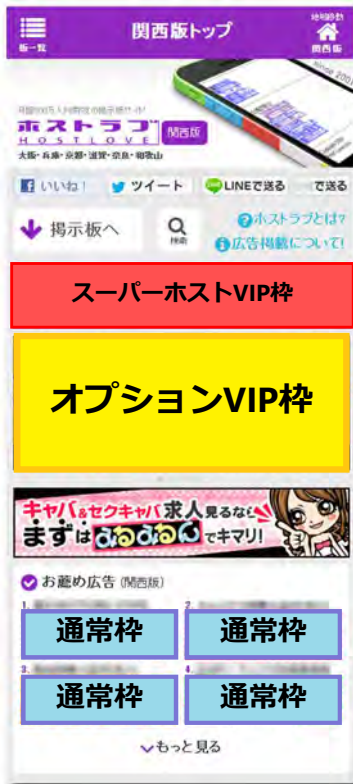 関西版トップ
板一覧
関西版
since 2001
ホストラブ 関西版
HOSTLOVE
大阪・兵庫・京都・滋賀・奈良・和歌山
いいね! ツイート LINEで送る で送る
掲示板へ
検索
ホストラブとは?
広告掲載について!
スーパーホストVIP枠
オプションVIP枠
キャバ&セクキャバ求人見るなら
まずは でキマリ!
お薦め広告 (関西版)
1. 2.
通常枠 通常枠
3. 4.
通常枠 通常枠
もっと見る